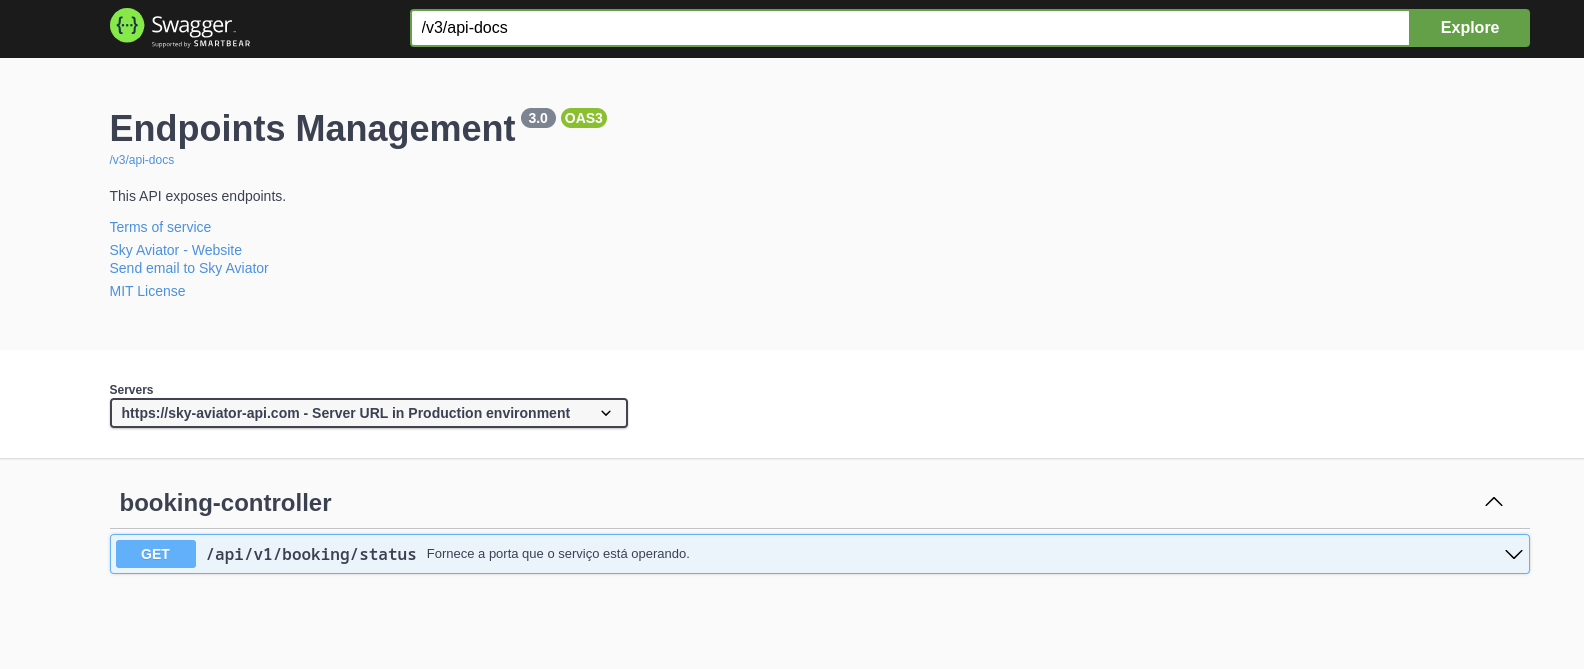 Swagger
Supported by SMARTBEAR
/v3/api-docs
Explore
Endpoints Management 3.0 OAS3
/v3/api-docs
This API exposes endpoints.
Terms of service
Sky Aviator - Website
Send email to Sky Aviator
MIT License
Servers
https://sky-aviator-api.com - Server URL in Production environment
booking-controller
GET /api/v1/booking/status Fornece a porta que o serviço está operando.